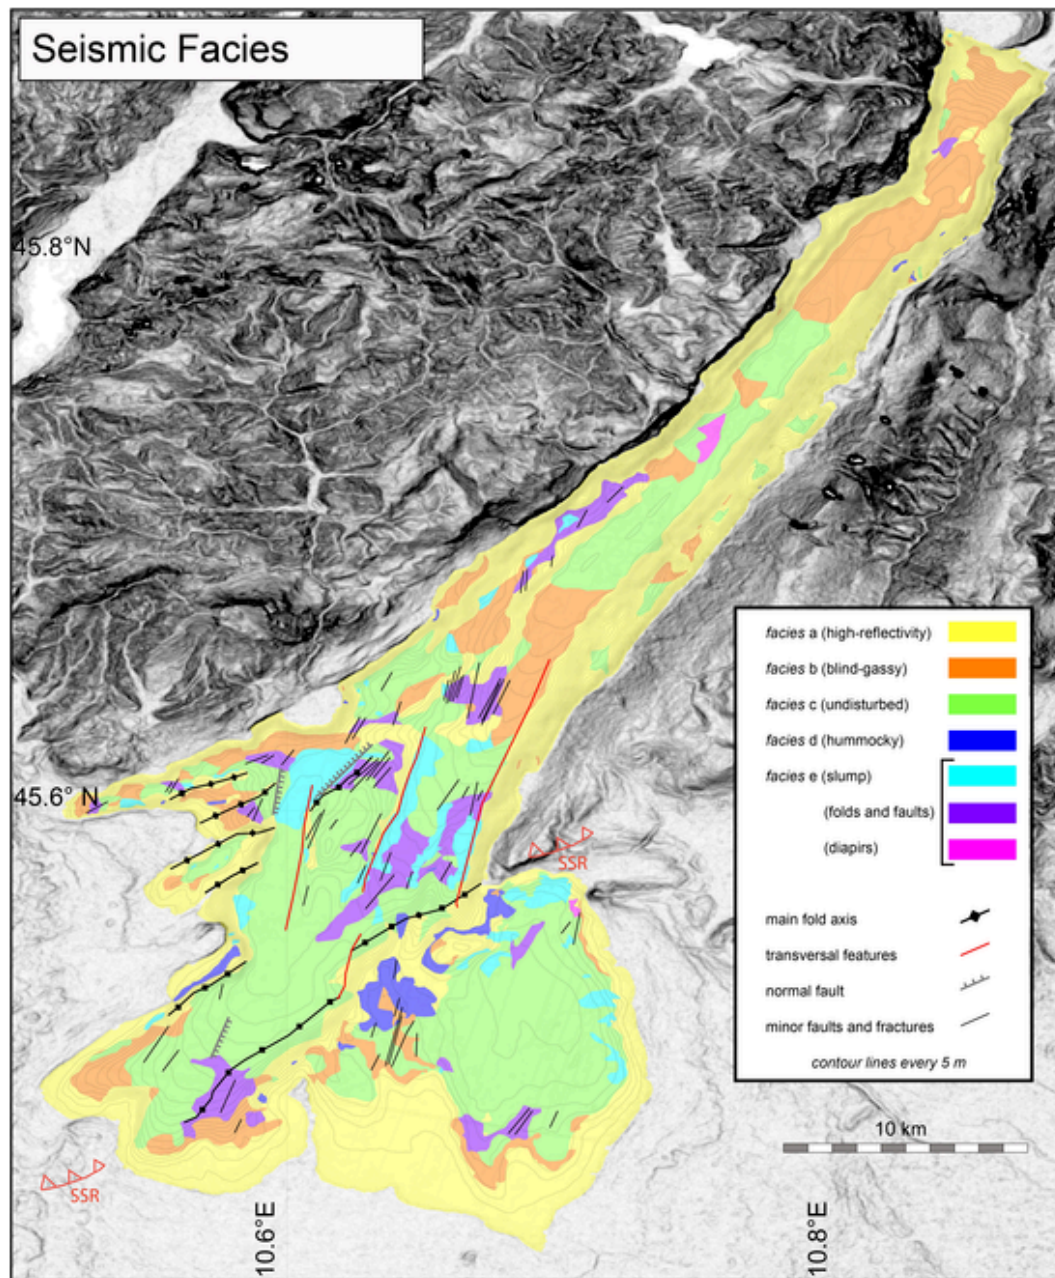 Seismic Facies
45.8°N
facies a (high-reflectivity)
facies b (blind-gassy)
facies c (undisturbed)
facies d (hummocky)
facies e (slump)
(folds and faults)
(diapirs)
main fold axis
transversal features
normal fault
minor faults and fractures
contour lines every 5 m
45.6° N
SSR
10 km
SSR
10.6°E
10.8°E